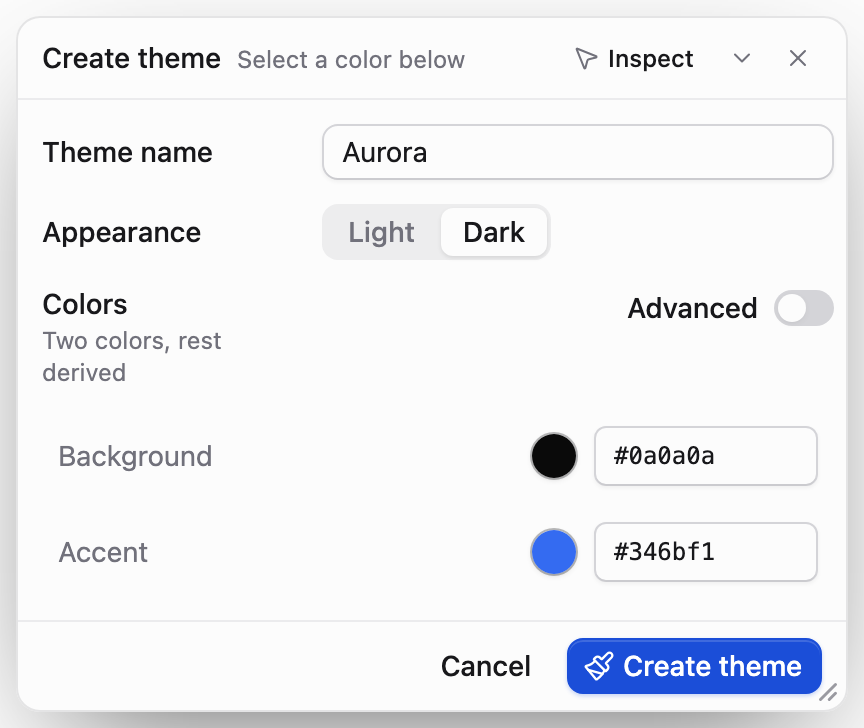 Create theme Select a color below Inspect
Theme name Aurora
Appearance Light Dark
Colors Advanced
Two colors, rest
derived
Background #0a0a0a
Accent #346bf1
Cancel Create theme